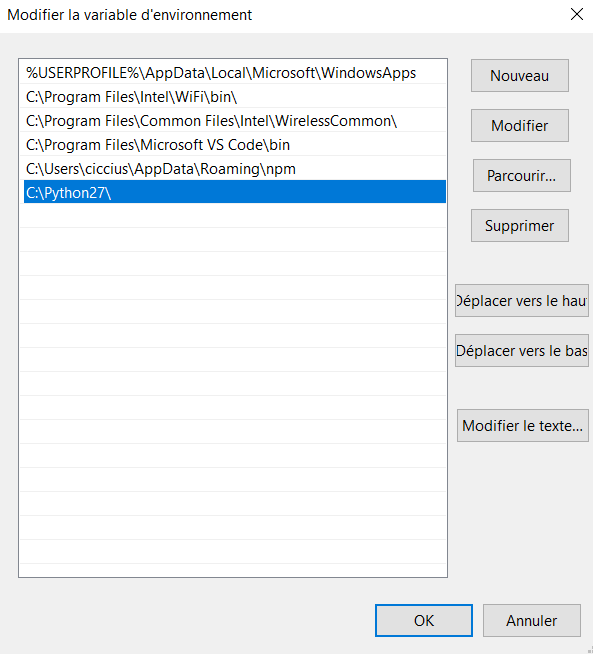 Modifier la variable d'environnement
%USERPROFILE%\AppData\Local\Microsoft\WindowsApps
C:\Program Files\Intel\WiFi\bin\
C:\Program Files\Common Files\Intel\WirelessCommon\
C:\Program Files\Microsoft VS Code\bin
C:\Users\ciccius\AppData\Roaming\npm
C:\Python27\
Nouveau
Modifier
Parcourir...
Supprimer
Déplacer vers le hau
Déplacer vers le bas
Modifier le texte...
OK
Annuler